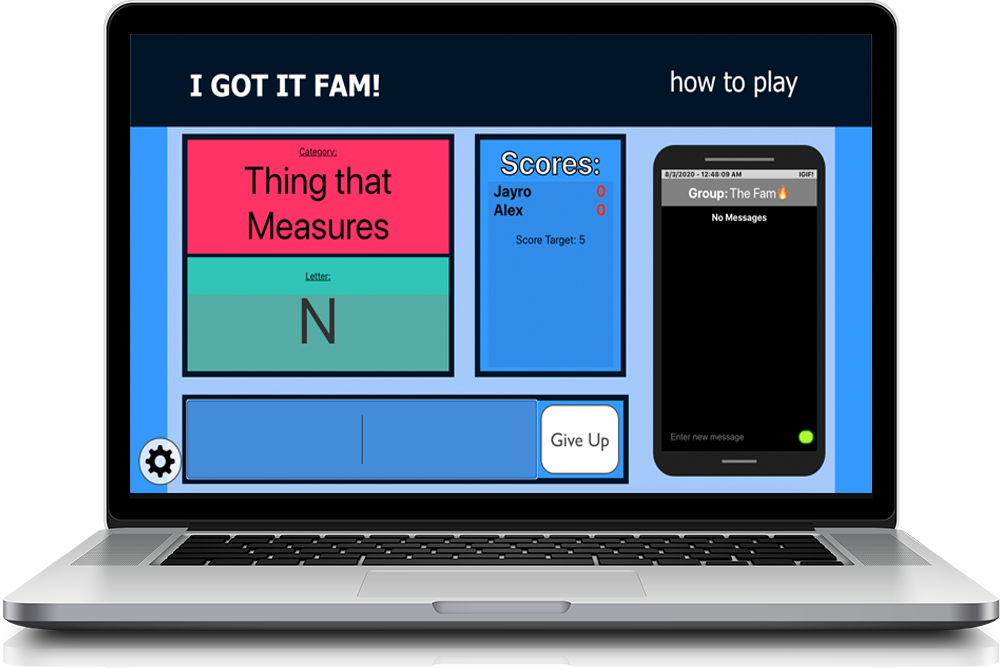 I GOT IT FAM!
how to play
Category:
Thing that
Measures
Letter:
N
Scores:
Jayro 0
Alex 0
Score Target: 5
Give Up
8/3/2020 - 12:48:09 AM IGIF!
Group: The Fam🔥
No Messages
Enter new message